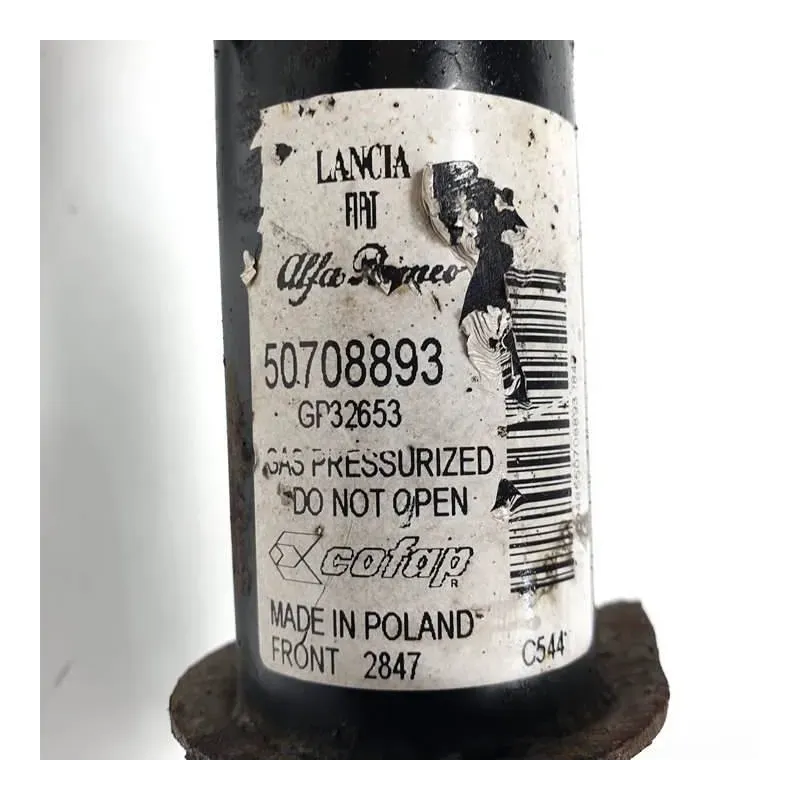 LANCIA
FIAT
Alfa Romeo
50708893
GP32653
GAS PRESSURIZED
DO NOT OPEN
cofap
R
MADE IN POLAND
FRONT 2847
C544